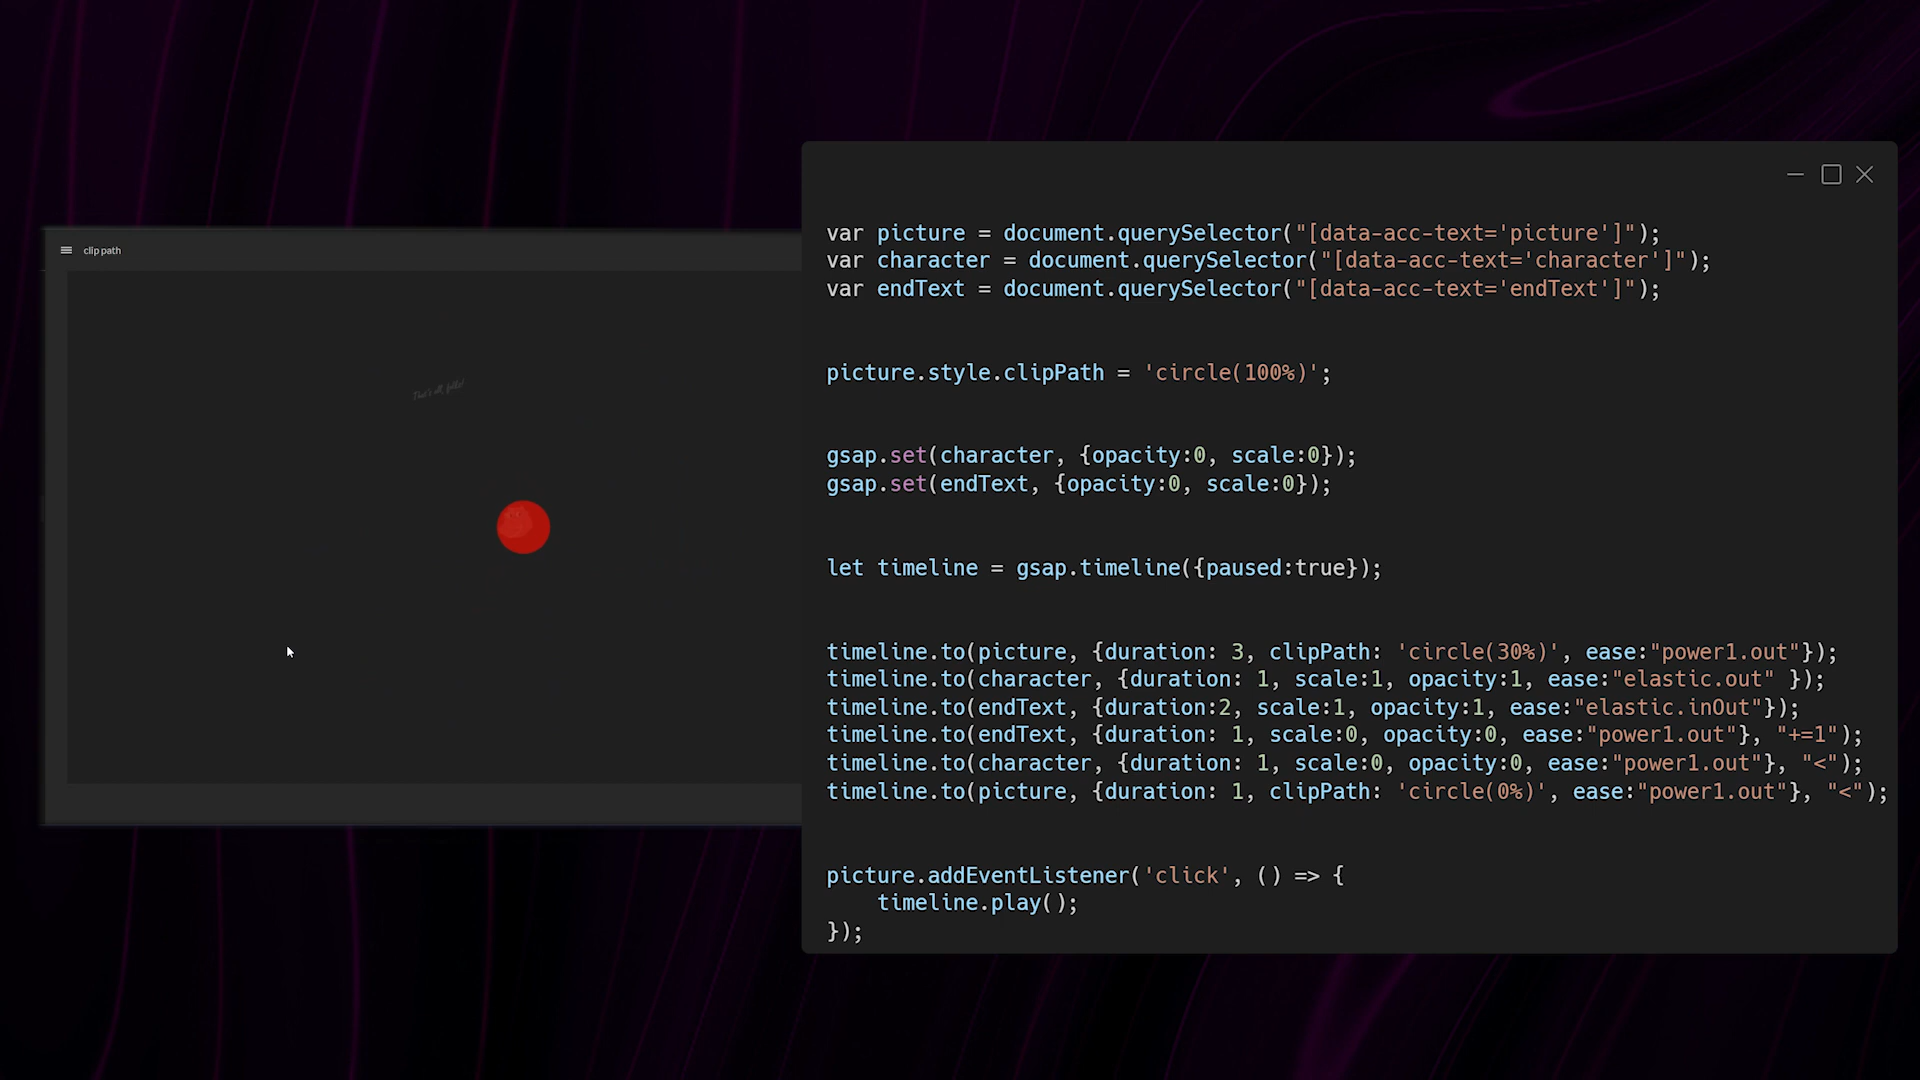 clip path
That's all, folks!
var picture = document.querySelector("[data-acc-text='picture']");
var character = document.querySelector("[data-acc-text='character']");
var endText = document.querySelector("[data-acc-text='endText']");
picture.style.clipPath = 'circle(100%)';
gsap.set(character, {opacity:0, scale:0});
gsap.set(endText, {opacity:0, scale:0});
let timeline = gsap.timeline({paused:true});
timeline.to(picture, {duration: 3, clipPath: 'circle(30%)', ease:"power1.out"});
timeline.to(character, {duration: 1, scale:1, opacity:1, ease:"elastic.out" });
timeline.to(endText, {duration:2, scale:1, opacity:1, ease:"elastic.inOut"});
timeline.to(endText, {duration: 1, scale:0, opacity:0, ease:"power1.out"}, "+=1");
timeline.to(character, {duration: 1, scale:0, opacity:0, ease:"power1.out"}, "<");
timeline.to(picture, {duration: 1, clipPath: 'circle(0%)', ease:"power1.out"}, "<");
picture.addEventListener('click', () => {
    timeline.play();
});